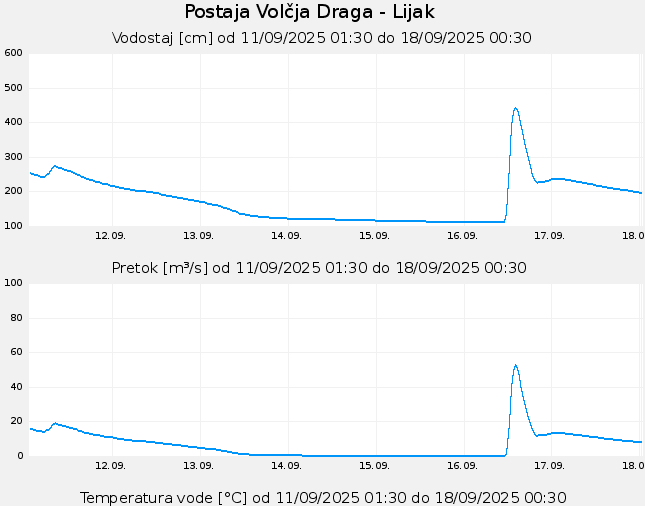 Postaja Volčja Draga - Lijak
Vodostaj [cm] od 11/09/2025 01:30 do 18/09/2025 00:30
600
500
400
300
200
100
12.09. 13.09. 14.09. 15.09. 16.09. 17.09. 18.0
Pretok [m³/s] od 11/09/2025 01:30 do 18/09/2025 00:30
100
80
60
40
20
0
12.09. 13.09. 14.09. 15.09. 16.09. 17.09. 18.0
Temperatura vode [°C] od 11/09/2025 01:30 do 18/09/2025 00:30